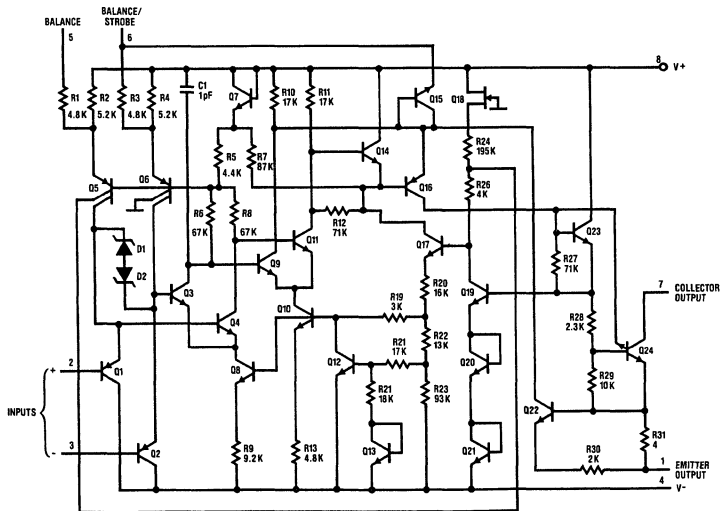 BALANCE
5
BALANCE/
STROBE
6
8 V+
R1
4.8K
R2
5.2K
R3
4.8K
R4
5.2K
C1
1pF
Q7
R10
17K
R11
17K
Q15
Q18
R5
4.4K
R7
87K
Q14
R24
195K
Q5
Q6
Q16
R26
4K
R6
67K
R8
67K
Q11
R12
71K
Q17
Q23
D1
D2
Q3
Q9
R27
71K
7
COLLECTOR
OUTPUT
Q4
Q10
R19
3K
R20
16K
Q19
R28
2.3K
Q24
2
+
Q1
Q8
Q12
R21
17K
R22
13K
Q20
R29
10K
INPUTS
R21
18K
R23
93K
Q22
3
-
Q2
R9
9.2K
R13
4.8K
Q13
Q21
R30
2K
R31
4
1
EMITTER
OUTPUT
4
V-